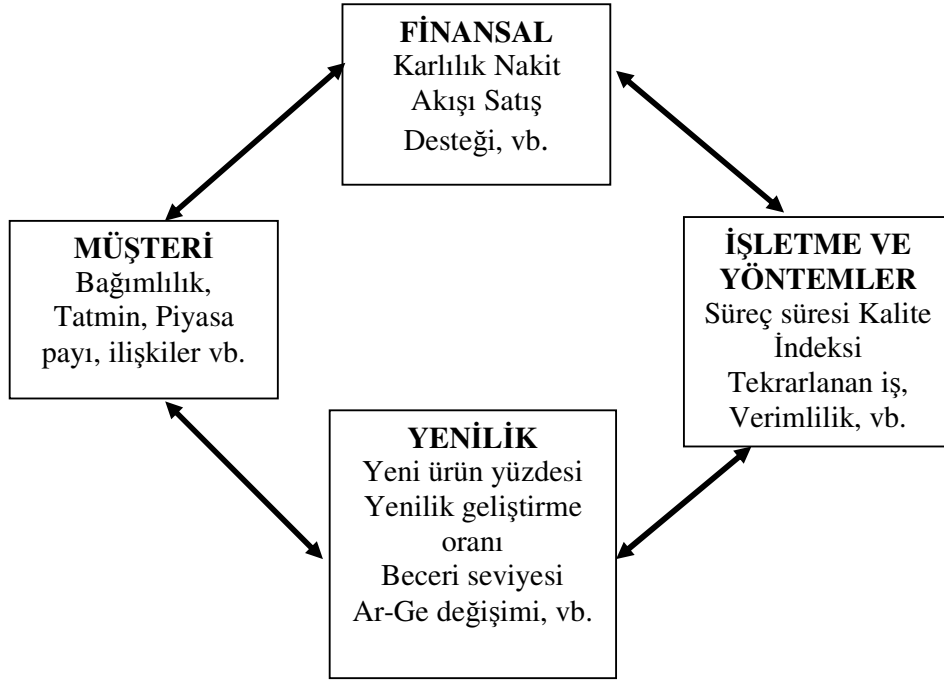 FİNANSAL
Karlılık Nakit
Akışı Satış
Desteği, vb.
MÜŞTERİ
Bağımlılık,
Tatmin, Piyasa
payı, ilişkiler vb.
İŞLETME VE
YÖNTEMLER
Süreç süresi Kalite
İndeksi
Tekrarlanan iş,
Verimlilik, vb.
YENİLİK
Yeni ürün yüzdesi
Yenilik geliştirme
oranı
Beceri seviyesi
Ar-Ge değişimi, vb.